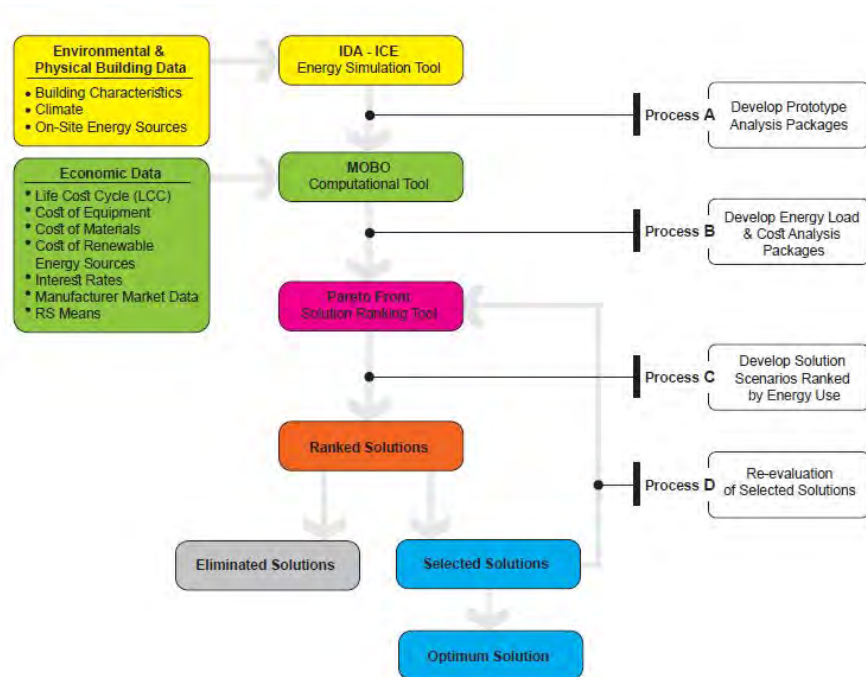 Environmental &
Physical Building Data
• Building Characteristics
• Climate
• On-Site Energy Sources
IDA - ICE
Energy Simulation Tool
Process A
Develop Prototype
Analysis Packages
Economic Data
• Life Cost Cycle (LCC)
• Cost of Equipment
• Cost of Materials
• Cost of Renewable
Energy Sources
• Interest Rates
• Manufacturer Market Data
• RS Means
MOBO
Computational Tool
Process B
Develop Energy Load
& Cost Analysis
Packages
Pareto Front
Solution Ranking Tool
Process C
Develop Solution
Scenarios Ranked
by Energy Use
Ranked Solutions
Process D
Re-evaluation
of Selected Solutions
Eliminated Solutions
Selected Solutions
Optimum Solution